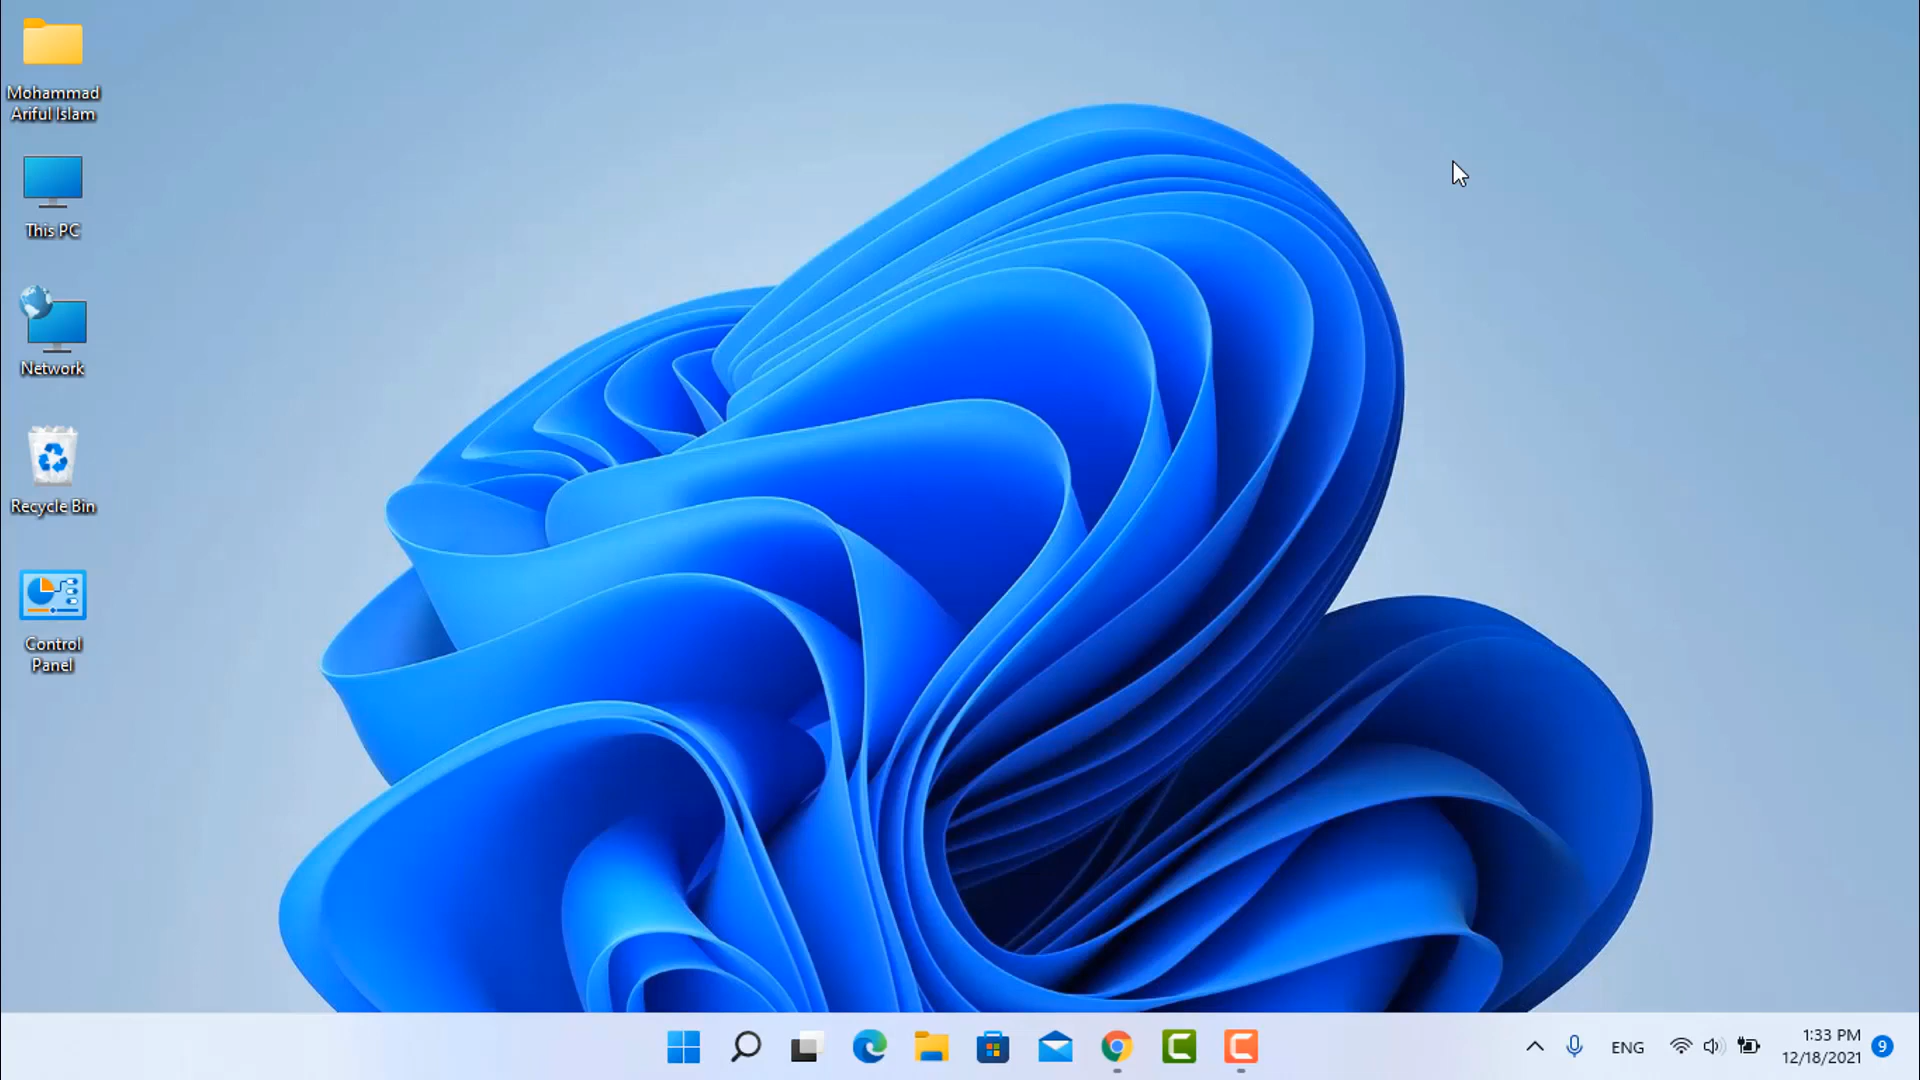 Mohammad
Ariful Islam
This PC
Network
Recycle Bin
Control
Panel
ENG
1:33 PM
12/18/2021
9